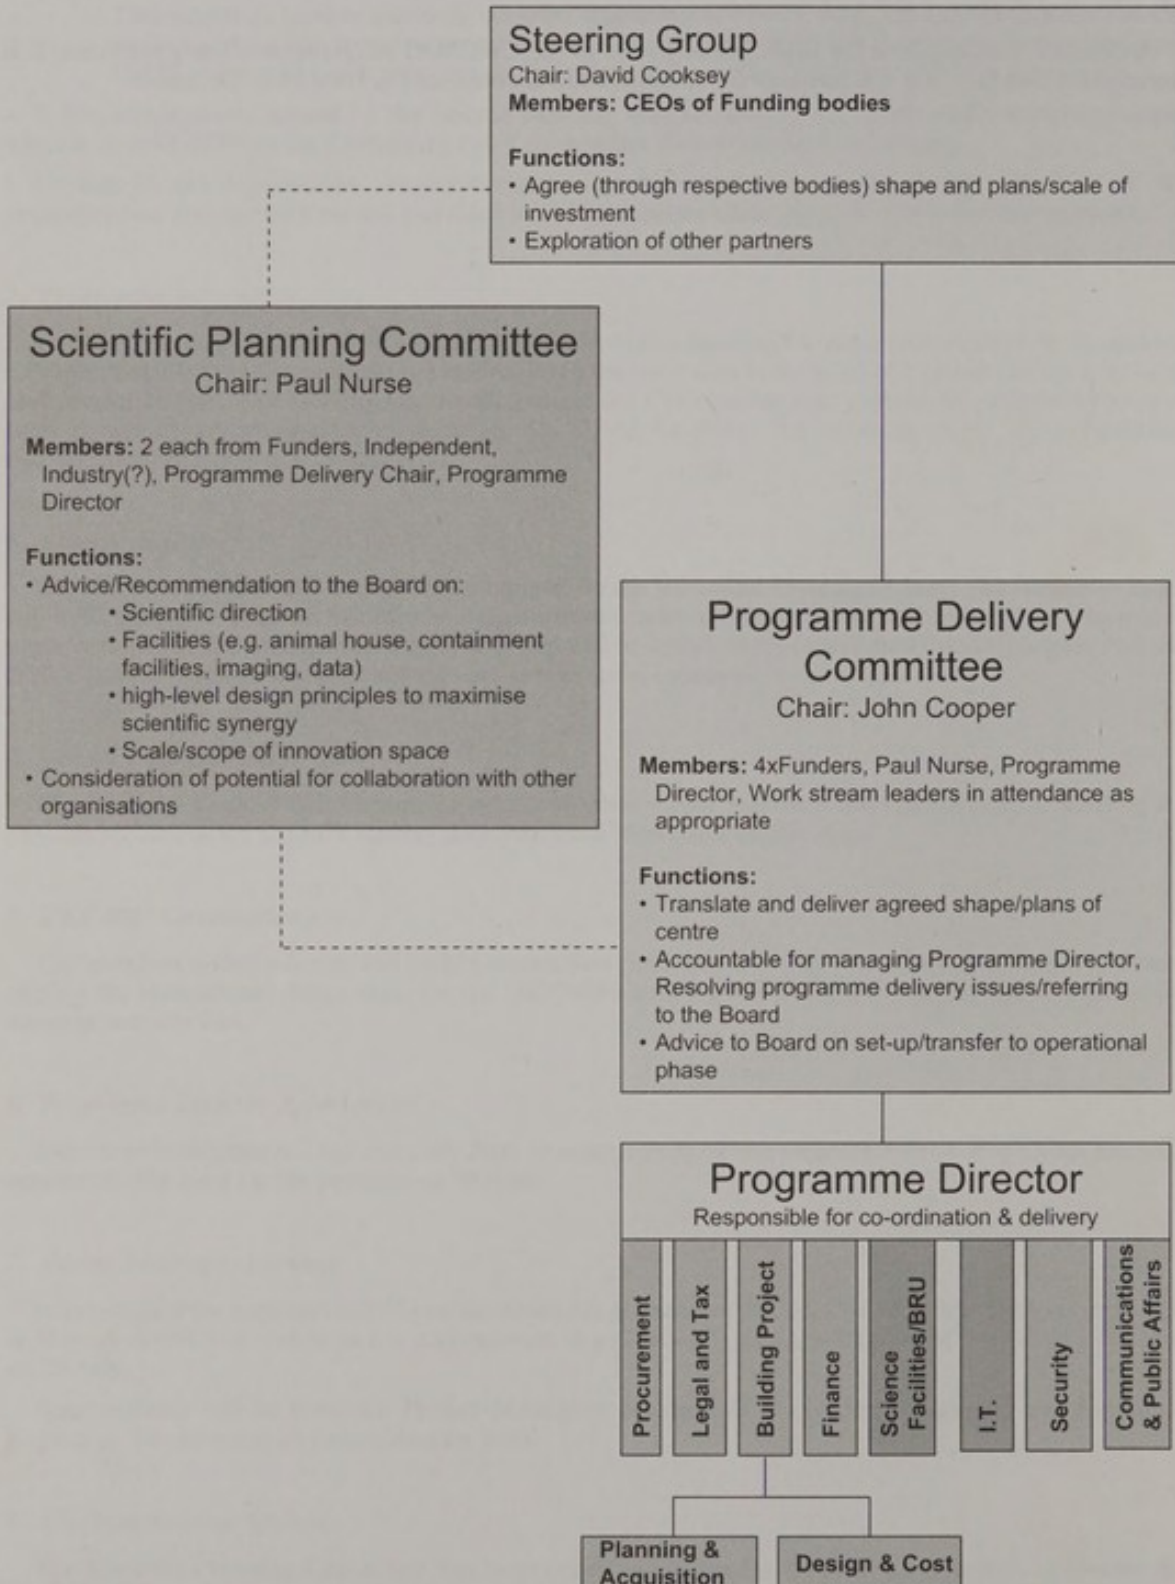 Steering Group
Chair: David Cooksey
Members: CEOs of Funding bodies
Functions:
• Agree (through respective bodies) shape and plans/scale of
investment
• Exploration of other partners
Scientific Planning Committee
Chair: Paul Nurse
Members: 2 each from Funders, Independent,
Industry(?), Programme Delivery Chair, Programme
Director
Functions:
• Advice/Recommendation to the Board on:
• Scientific direction
• Facilities (e.g. animal house, containment
facilities, imaging, data)
• high-level design principles to maximise
scientific synergy
• Scale/scope of innovation space
• Consideration of potential for collaboration with other
organisations
Programme Delivery
Committee
Chair: John Cooper
Members: 4xFunders, Paul Nurse, Programme
Director, Work stream leaders in attendance as
appropriate
Functions:
• Translate and deliver agreed shape/plans of
centre
• Accountable for managing Programme Director,
Resolving programme delivery issues/referring
to the Board
• Advice to Board on set-up/transfer to operational
phase
Programme Director
Responsible for co-ordination & delivery
Procurement
Legal and Tax
Building Project
Finance
Science
Facilities/BRU
I.T.
Security
Communications
& Public Affairs
Planning &
Acquisition
Design & Cost